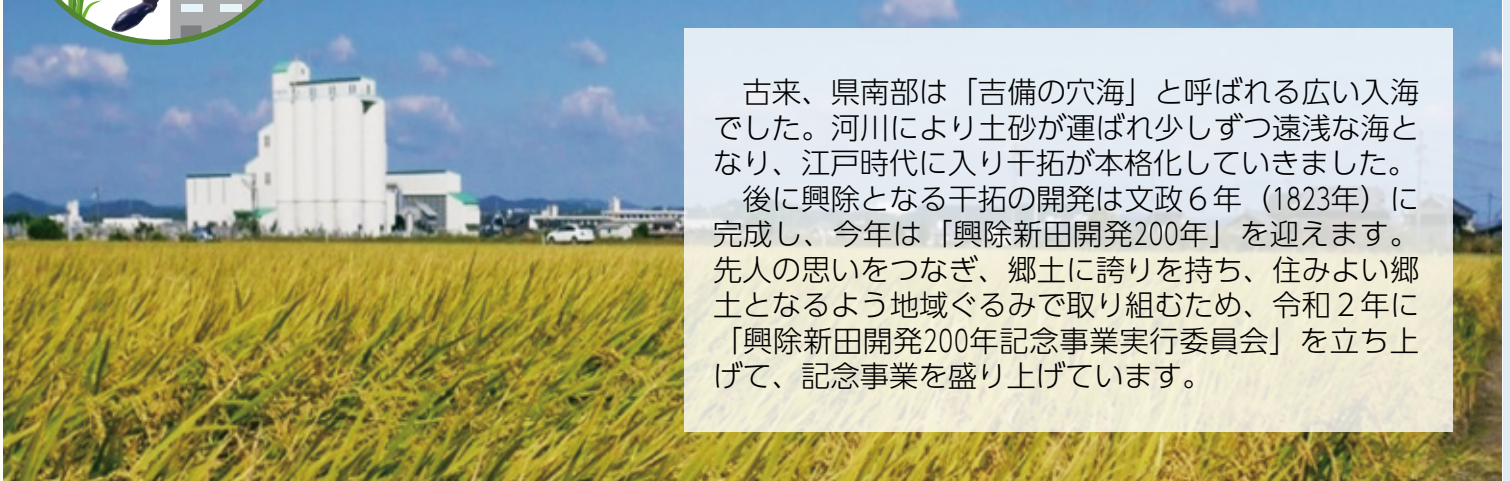 古来、県南部は「吉備の穴海」と呼ばれる広い入海
でした。河川により土砂が運ばれ少しずつ遠浅な海と
なり、江戸時代に入り干拓が本格化していきました。
　後に興除となる干拓の開発は文政６年（1823年）に
完成し、今年は「興除新田開発200年」を迎えます。
先人の思いをつなぎ、郷土に誇りを持ち、住みよい郷
土となるよう地域ぐるみで取り組むため、令和２年に
「興除新田開発200年記念事業実行委員会」を立ち上
げて、記念事業を盛り上げています。